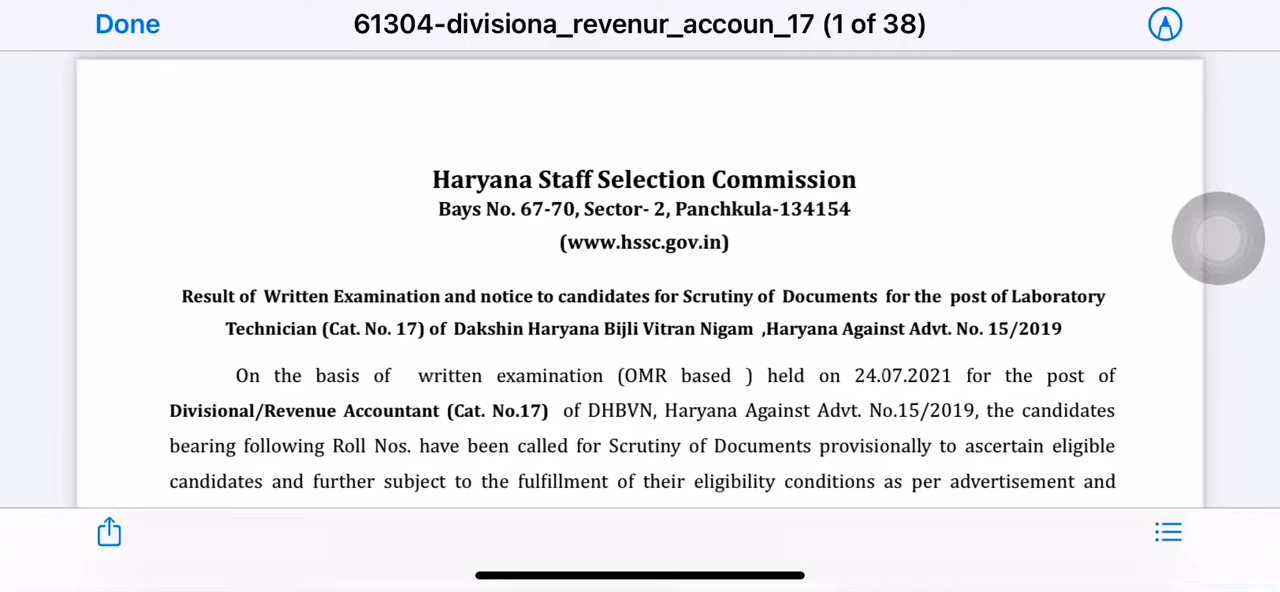 Done
61304-divisiona_revenur_accoun_17 (1 of 38)
Haryana Staff Selection Commission
Bays No. 67-70, Sector- 2, Panchkula-134154
(www.hssc.gov.in)
Result of Written Examination and notice to candidates for Scrutiny of Documents for the post of Laboratory
Technician (Cat. No. 17) of Dakshin Haryana Bijli Vitran Nigam ,Haryana Against Advt. No. 15/2019
On the basis of written examination (OMR based ) held on 24.07.2021 for the post of
Divisional/Revenue Accountant (Cat. No.17) of DHBVN, Haryana Against Advt. No.15/2019, the candidates
bearing following Roll Nos. have been called for Scrutiny of Documents provisionally to ascertain eligible
candidates and further subject to the fulfillment of their eligibility conditions as per advertisement and